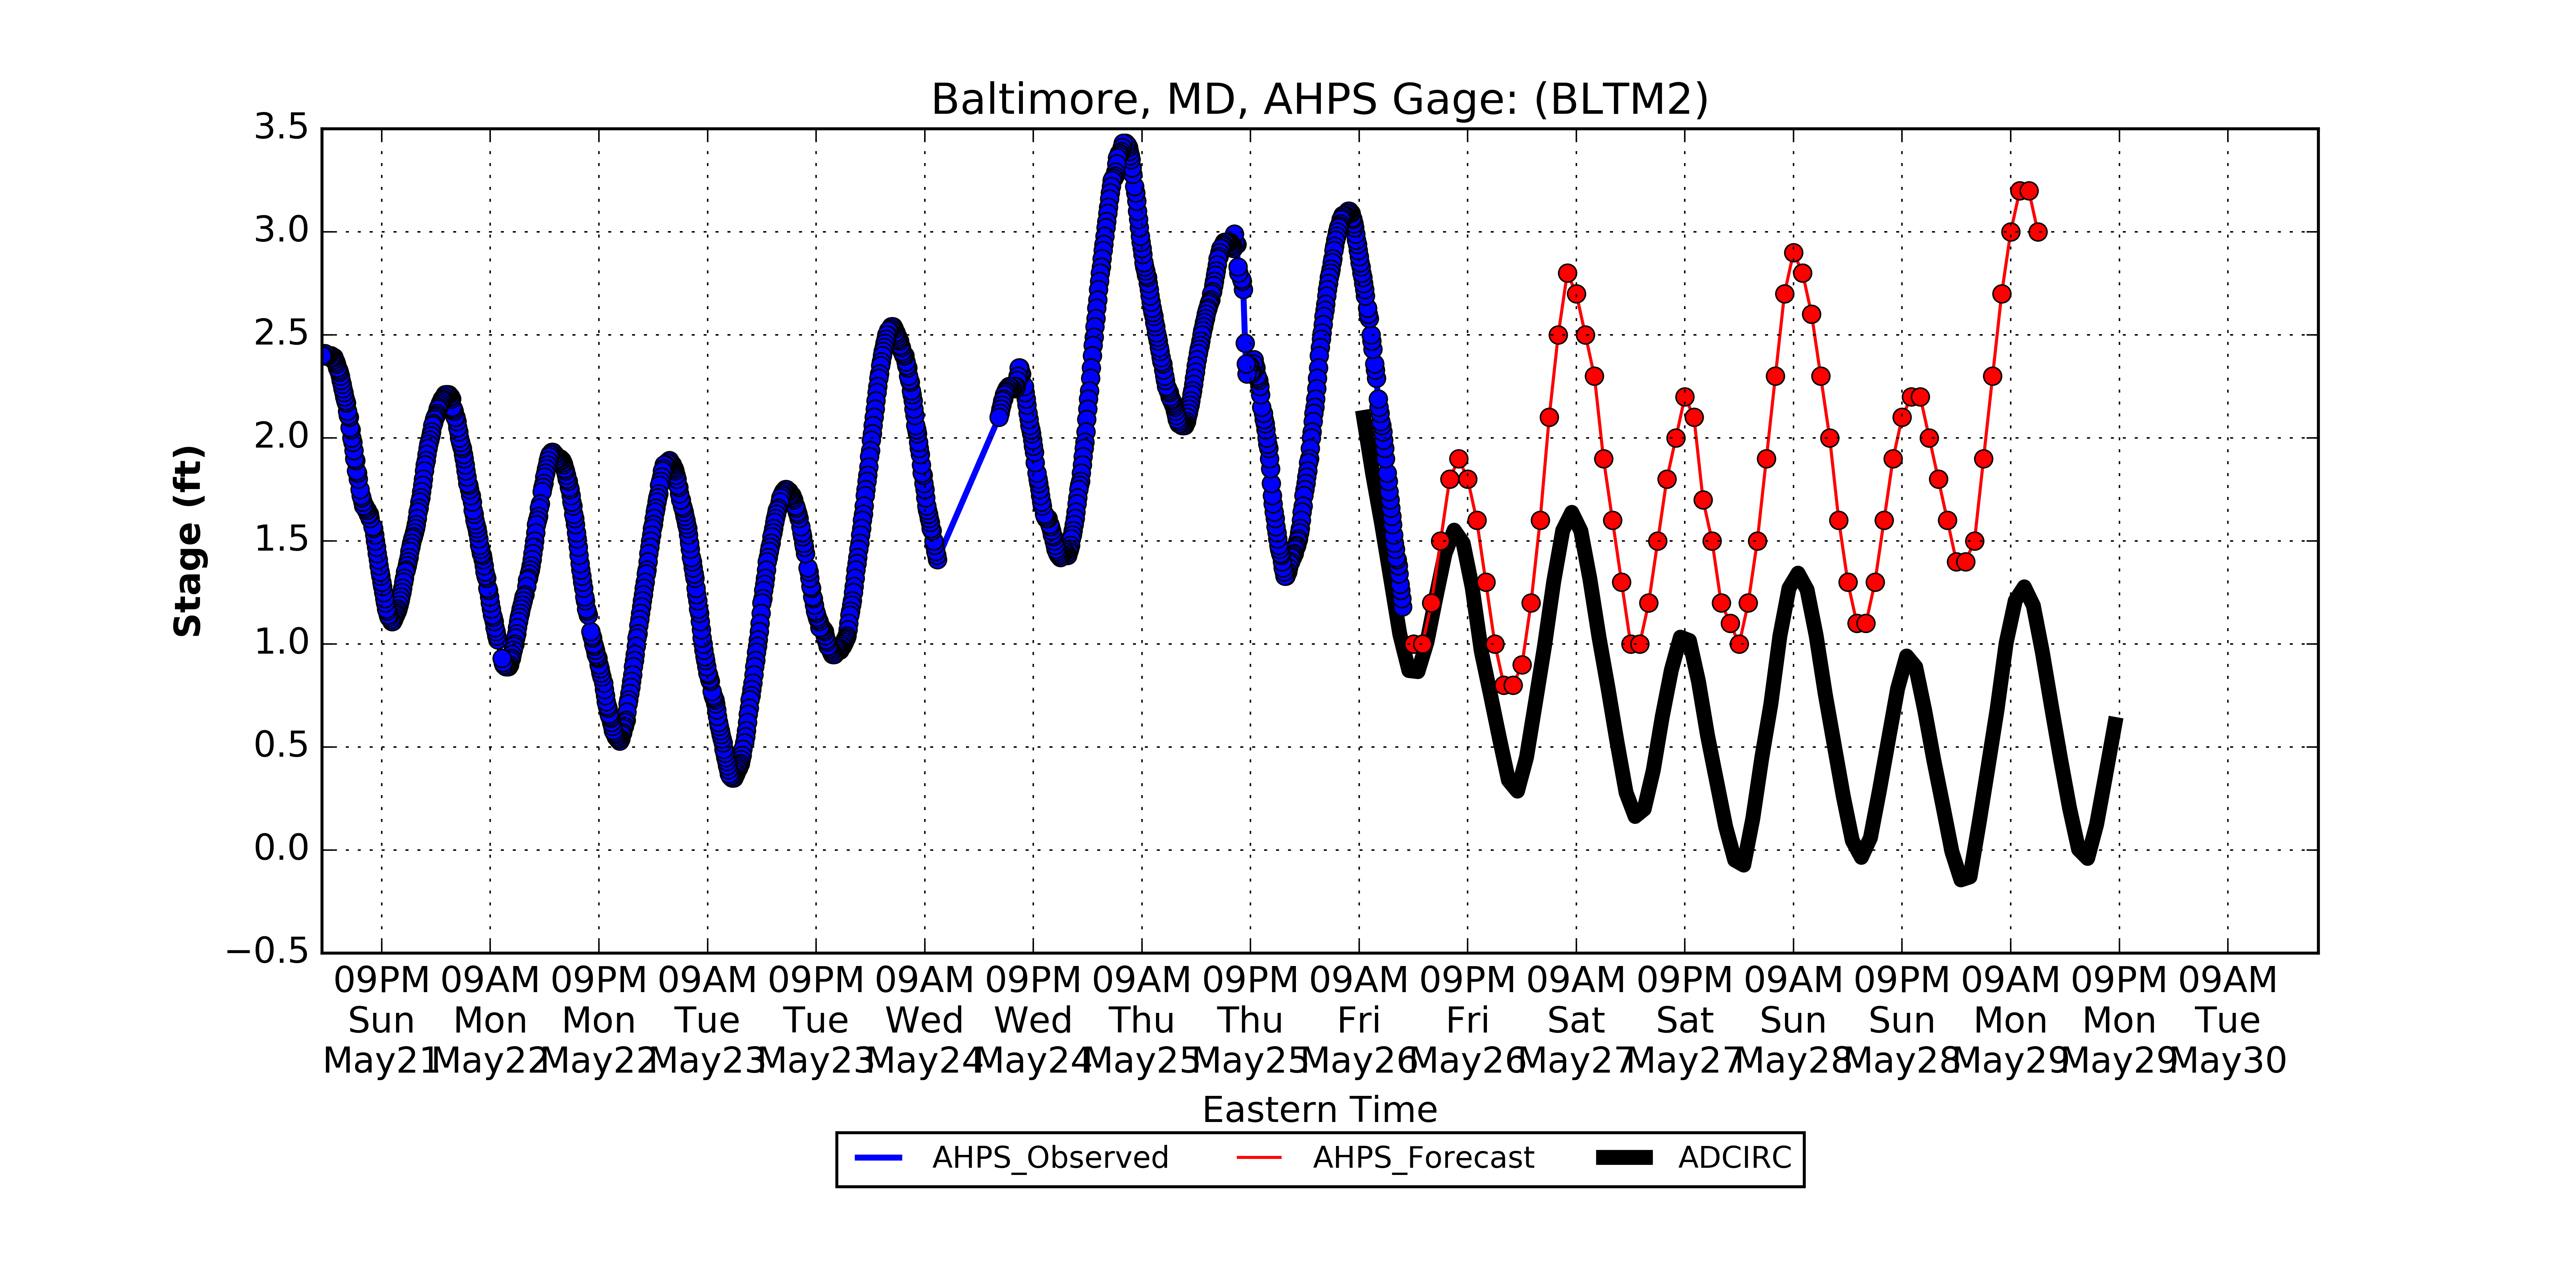 Baltimore, MD, AHPS Gage: (BLTM2)
3.5
3.0
2.5
2.0
1.5
1.0
0.5
0.0
−0.5
Stage (ft)
09PM 09AM 09PM 09AM 09PM 09AM 09PM 09AM 09PM 09AM 09PM 09AM 09PM 09AM 09PM 09AM 09PM 09AM
Sun Mon Mon Tue Tue Wed Wed Thu Thu Fri Fri Sat Sat Sun Sun Mon Mon Tue
May21 May22 May22 May23 May23 May24 May24 May25 May25 May26 May26 May27 May27 May28 May28 May29 May29 May30
Eastern Time
AHPS_Observed AHPS_Forecast ADCIRC